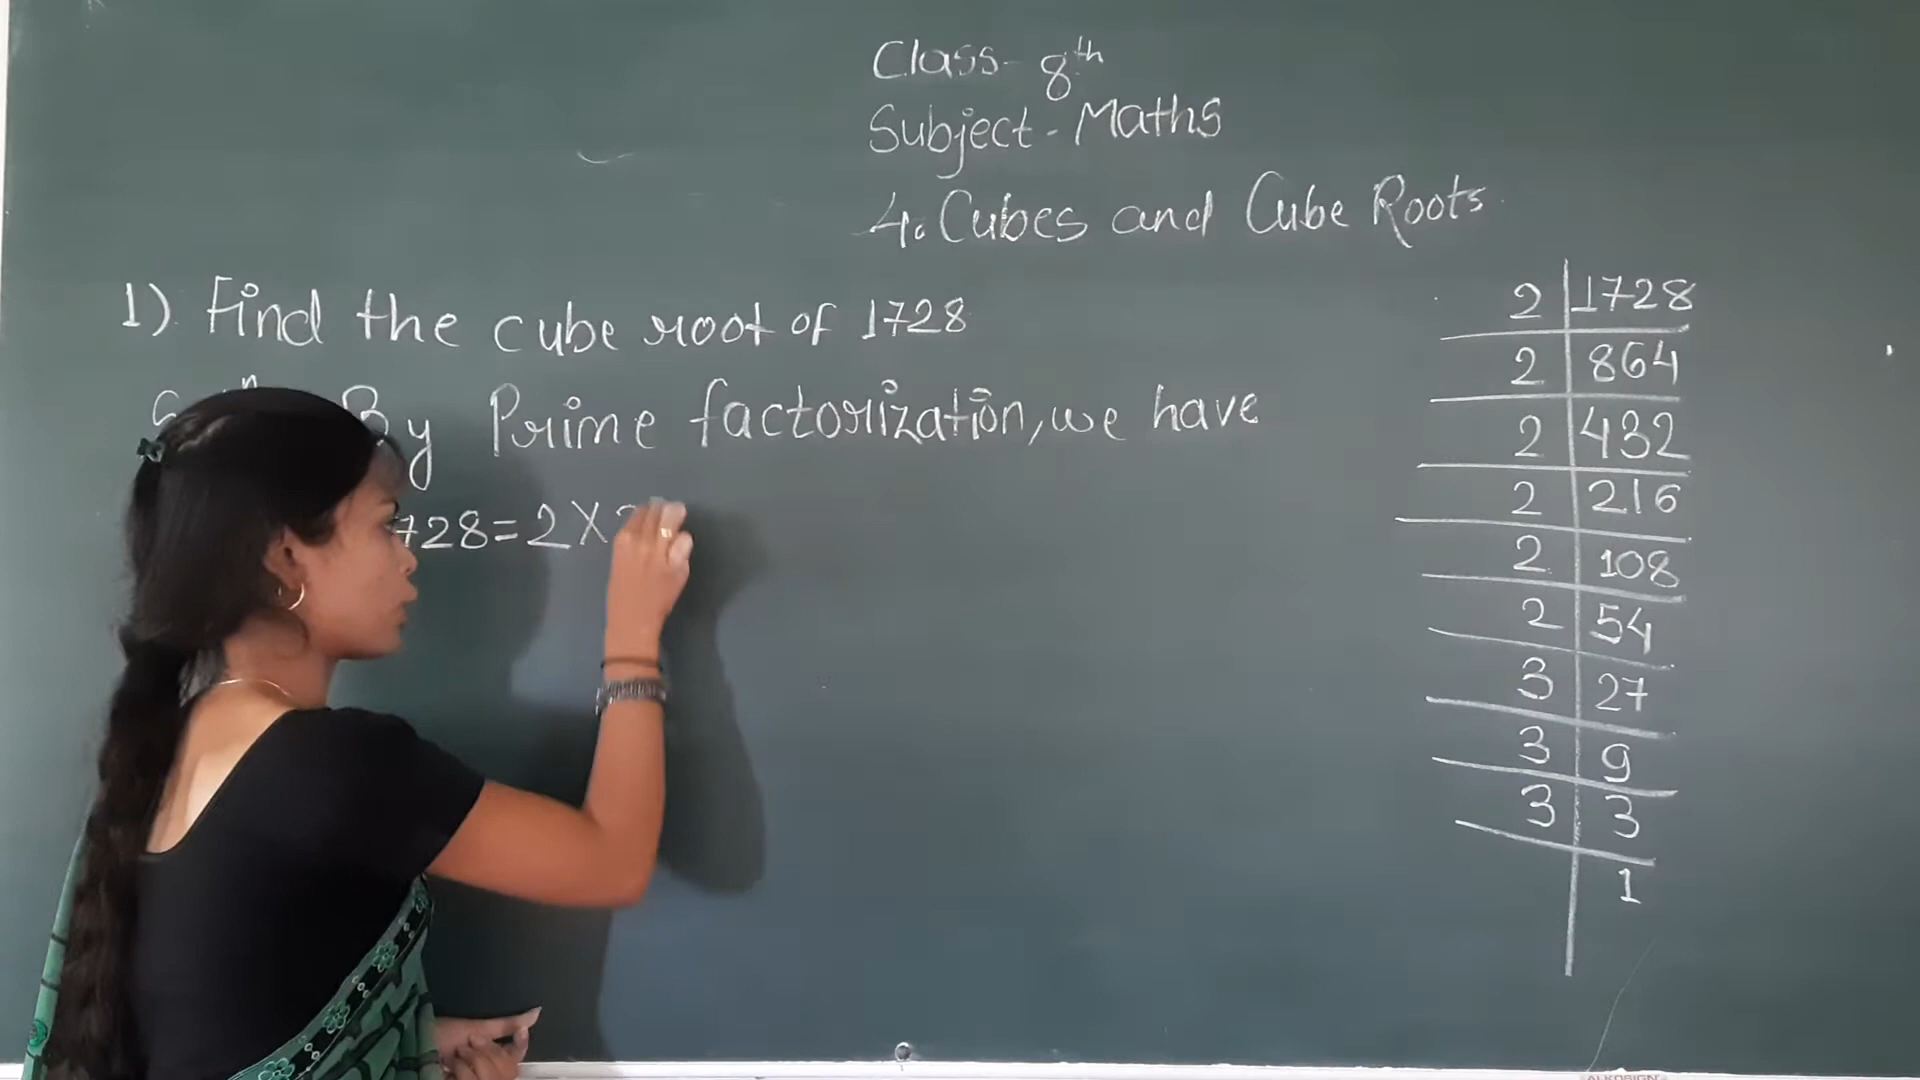 Class- 8th
Subject - Maths
4. Cubes and Cube Roots
1) Find the cube root of 1728
By Prime factorization, we have
728 = 2 X
2 | 1728
2 | 864
2 | 432
2 | 216
2 | 108
2 | 54
3 | 27
3 | 9
3 | 3
1